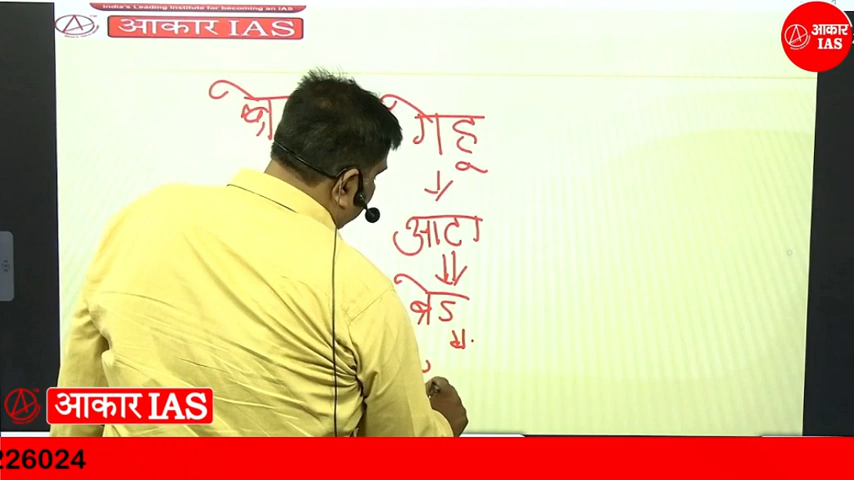 India's Leading Institute for becoming an IAS
आकार IAS
आकार
IAS
गेहू
आटा
ब्रेड
आकार IAS
226024